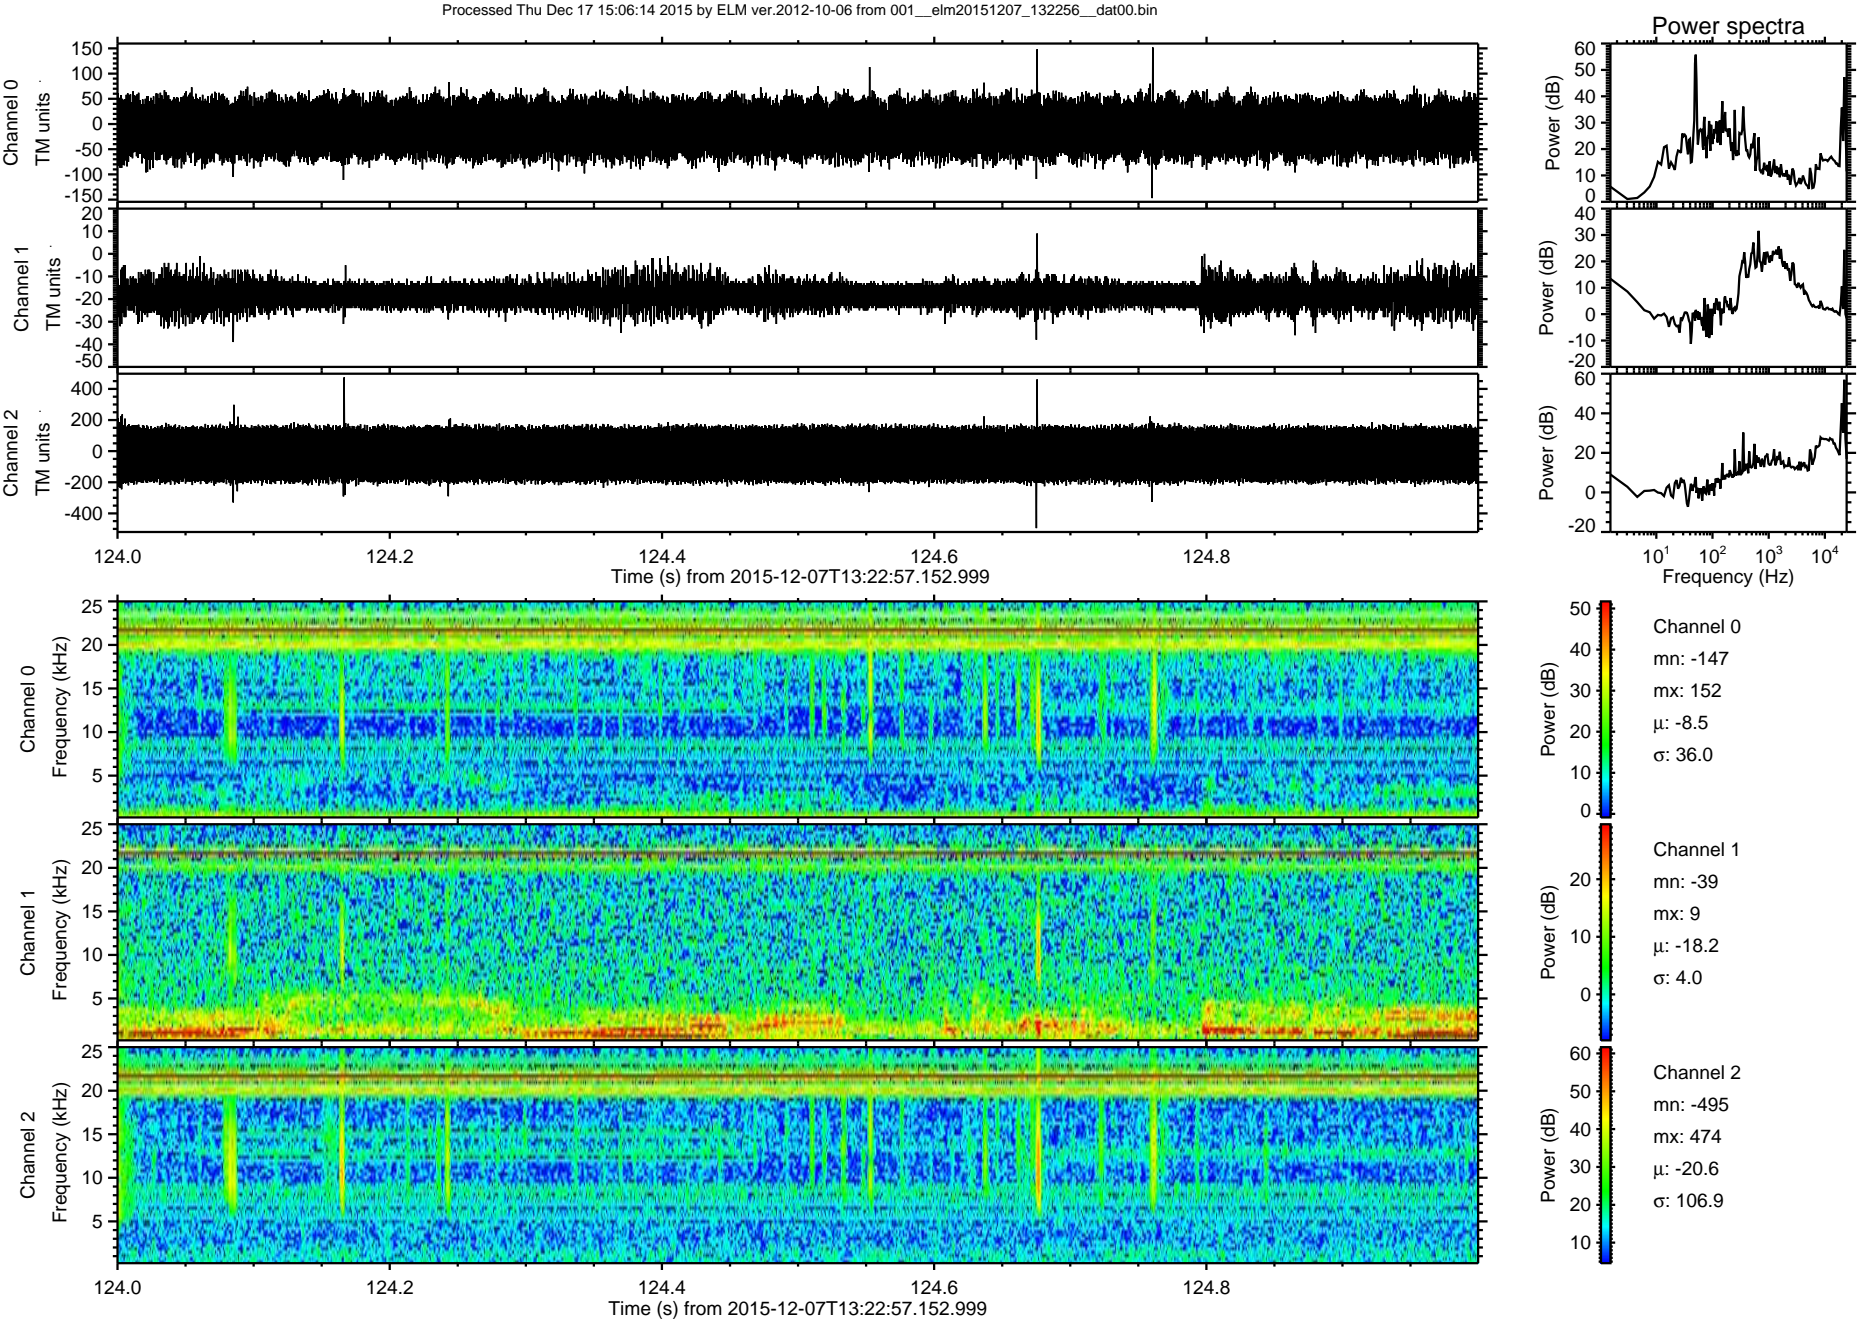 Processed Thu Dec 17 15:06:14 2015 by ELM ver.2012-10-06 from 001__elm20151207_132256__dat00.bin
Power spectra
Channel 0
TM units
150
100
50
0
-50
-100
-150
Power (dB)
60
50
40
30
20
10
0
Channel 1
TM units
20
10
0
-10
-20
-30
-40
-50
Power (dB)
40
30
20
10
0
-10
-20
Channel 2
TM units
400
200
0
-200
-400
Power (dB)
60
40
20
0
-20
124.0 124.2 124.4 124.6 124.8
Time (s) from 2015-12-07T13:22:57.152.999
10¹ 10² 10³ 10⁴
Frequency (Hz)
Channel 0
Frequency (kHz)
25
20
15
10
5
Power (dB)
50
40
30
20
10
0
Channel 0
mn: -147
mx: 152
µ: -8.5
σ: 36.0
Channel 1
Frequency (kHz)
25
20
15
10
5
Power (dB)
20
10
0
Channel 1
mn: -39
mx: 9
µ: -18.2
σ: 4.0
Channel 2
Frequency (kHz)
25
20
15
10
5
Power (dB)
60
50
40
30
20
10
Channel 2
mn: -495
mx: 474
µ: -20.6
σ: 106.9
124.0 124.2 124.4 124.6 124.8
Time (s) from 2015-12-07T13:22:57.152.999